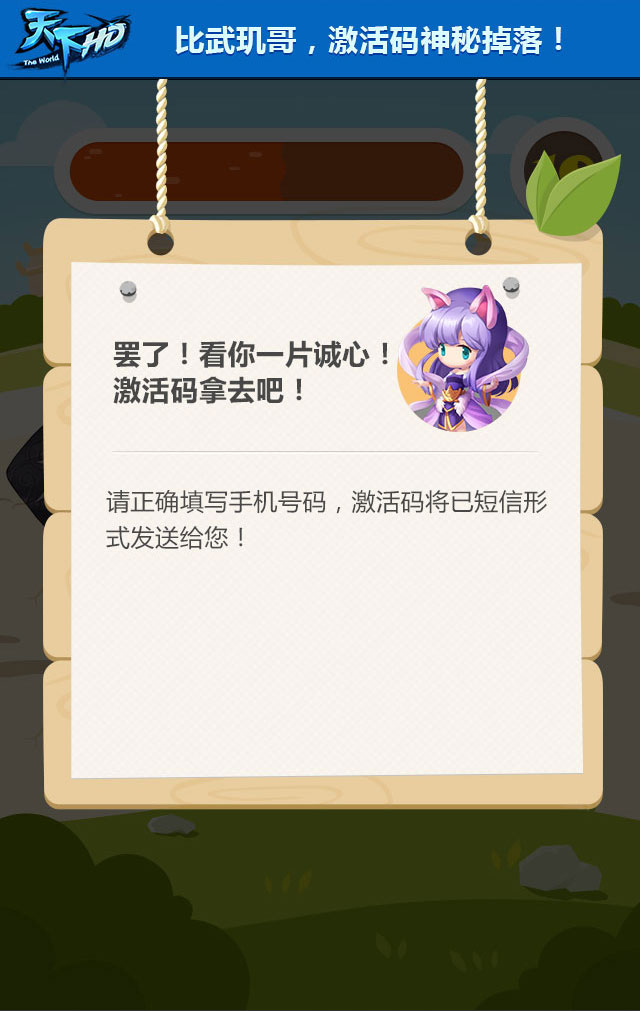 天下HD
The World
比武玑哥，激活码神秘掉落！
罢了！看你一片诚心！
激活码拿去吧！
请正确填写手机号码，激活码将已短信形
式发送给您！